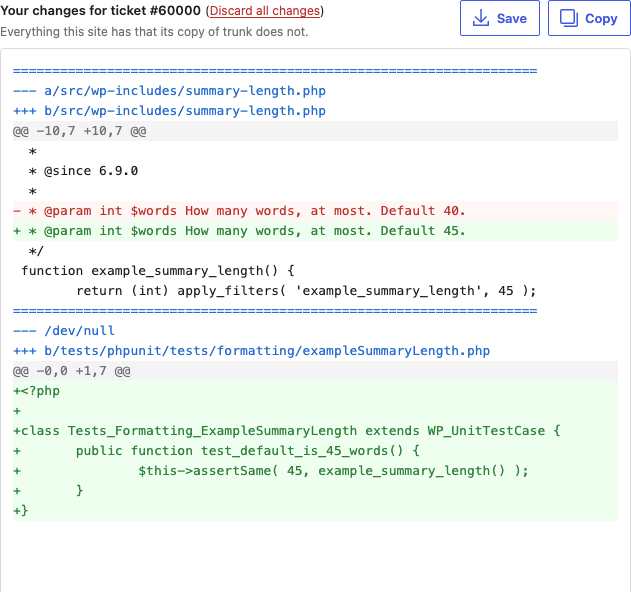 Your changes for ticket #60000 (Discard all changes)
Everything this site has that its copy of trunk does not.
Save
Copy
===================================================================
--- a/src/wp-includes/summary-length.php
+++ b/src/wp-includes/summary-length.php
@@ -10,7 +10,7 @@
  *
  * @since 6.9.0
  *
- * @param int $words How many words, at most. Default 40.
+ * @param int $words How many words, at most. Default 45.
  */
 function example_summary_length() {
        return (int) apply_filters( 'example_summary_length', 45 );
===================================================================
--- /dev/null
+++ b/tests/phpunit/tests/formatting/exampleSummaryLength.php
@@ -0,0 +1,7 @@
+<?php
+
+class Tests_Formatting_ExampleSummaryLength extends WP_UnitTestCase {
+       public function test_default_is_45_words() {
+               $this->assertSame( 45, example_summary_length() );
+       }
+}